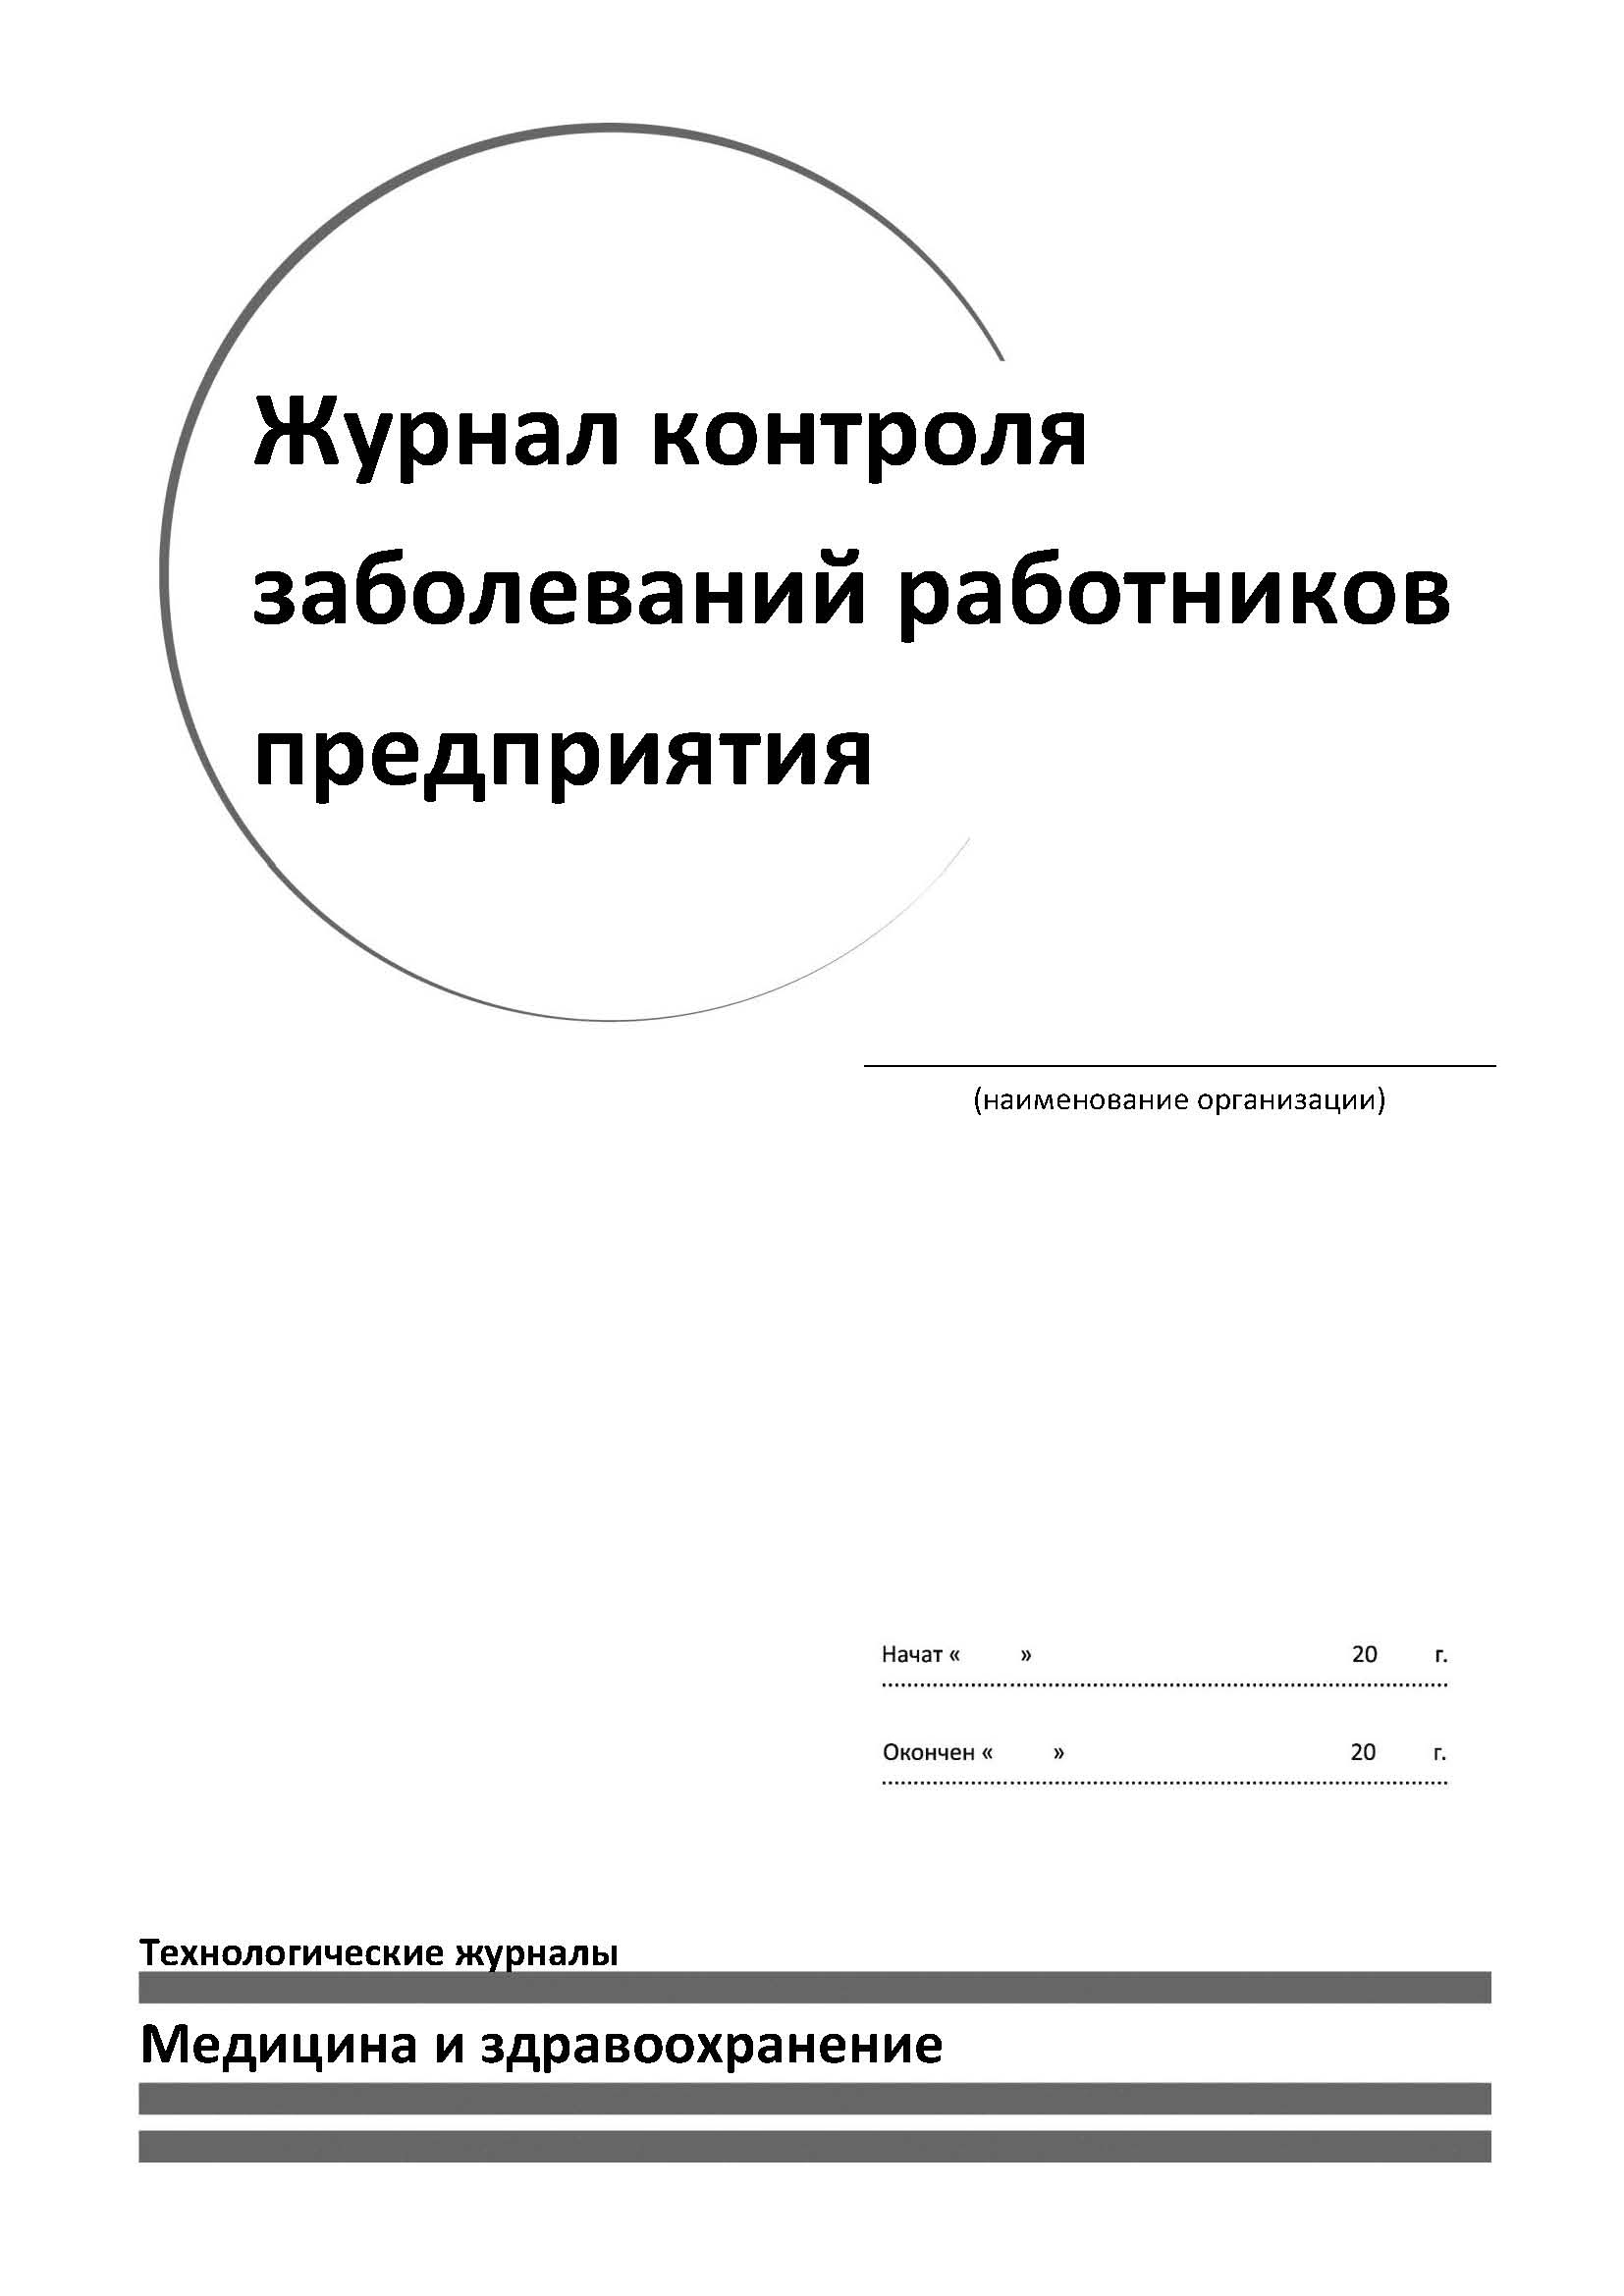 Журнал контроля
заболеваний работников
предприятия
(наименование организации)
Начат « » 20 г.
Окончен « » 20 г.
Технологические журналы
Медицина и здравоохранение